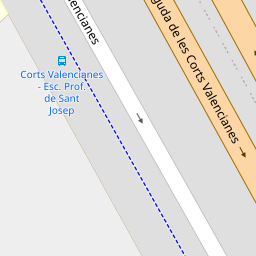 lencianes
guda de les Corts Valencianes
Corts Valencianes
- Esc. Prof.
de Sant
Josep